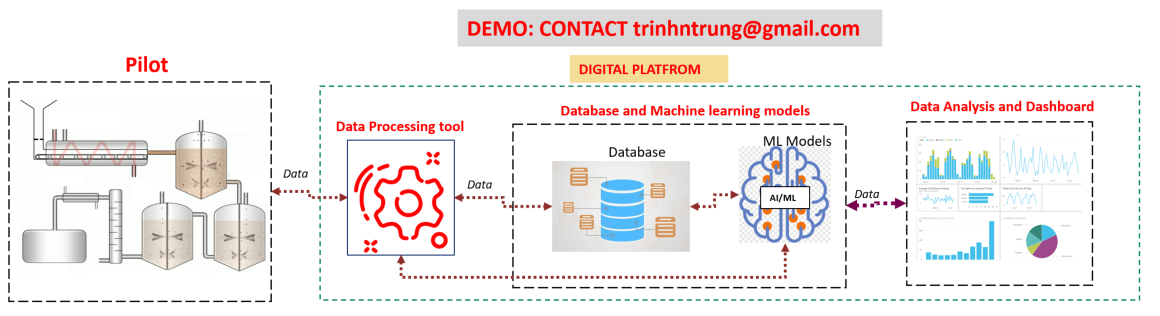 DEMO: CONTACT trinhntrung@gmail.com
Pilot
DIGITAL PLATFROM
Database and Machine learning models
Data Analysis and Dashboard
Data Processing tool
Database
ML Models
Data
Data
AI/ML
Data